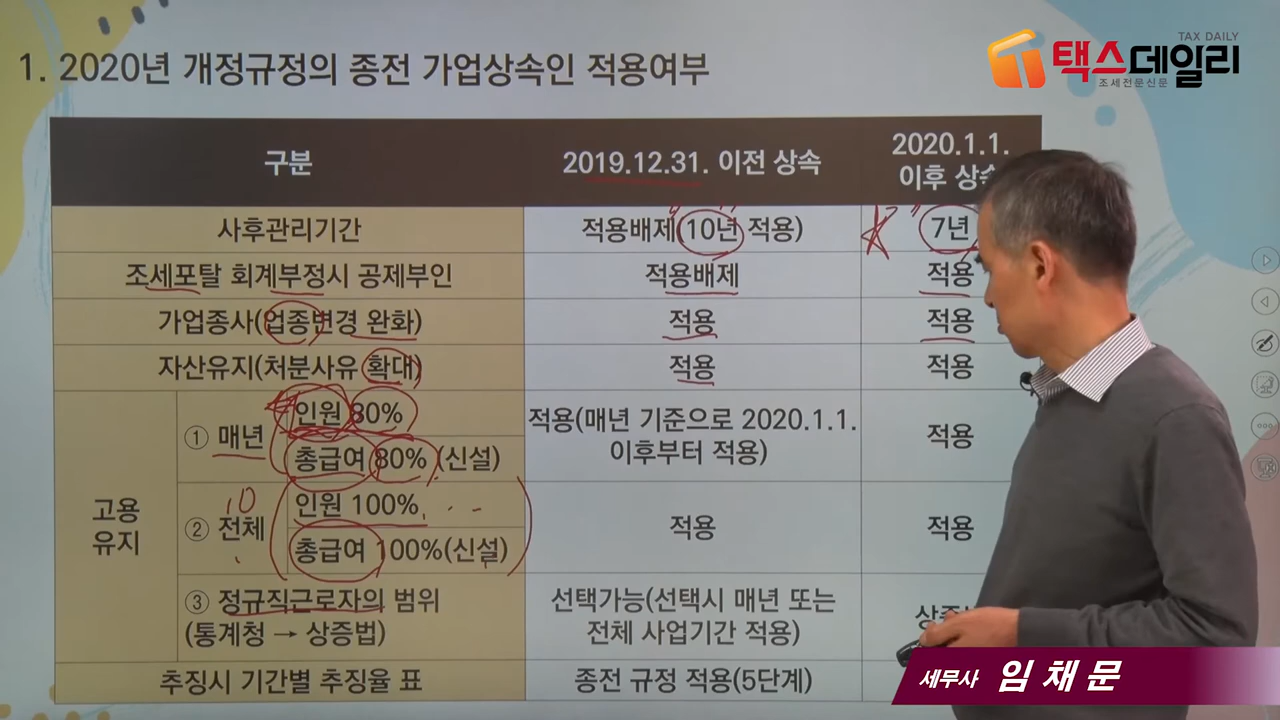 TAX DAILY
택스데일리
조세전문신문
1. 2020년 개정규정의 종전 가업상속인 적용여부
구분
2019.12.31. 이전 상속
2020.1.1.
이후 상속
사후관리기간
적용배제(10년 적용)
7년
조세포탈 회계부정시 공제부인
적용배제
적용
가업종사(업종변경 완화)
적용
적용
자산유지(처분사유 확대)
적용
적용
고용
유지
① 매년
인원 80%
총급여 80% (신설)
적용(매년 기준으로 2020.1.1.
이후부터 적용)
적용
10
② 전체
인원 100%
총급여 100%(신설)
적용
적용
③ 정규직근로자의 범위
(통계청 → 상증법)
선택가능(선택시 매년 또는
전체 사업기간 적용)
추징시 기간별 추징율 표
종전 규정 적용(5단계)
세무사 임채문